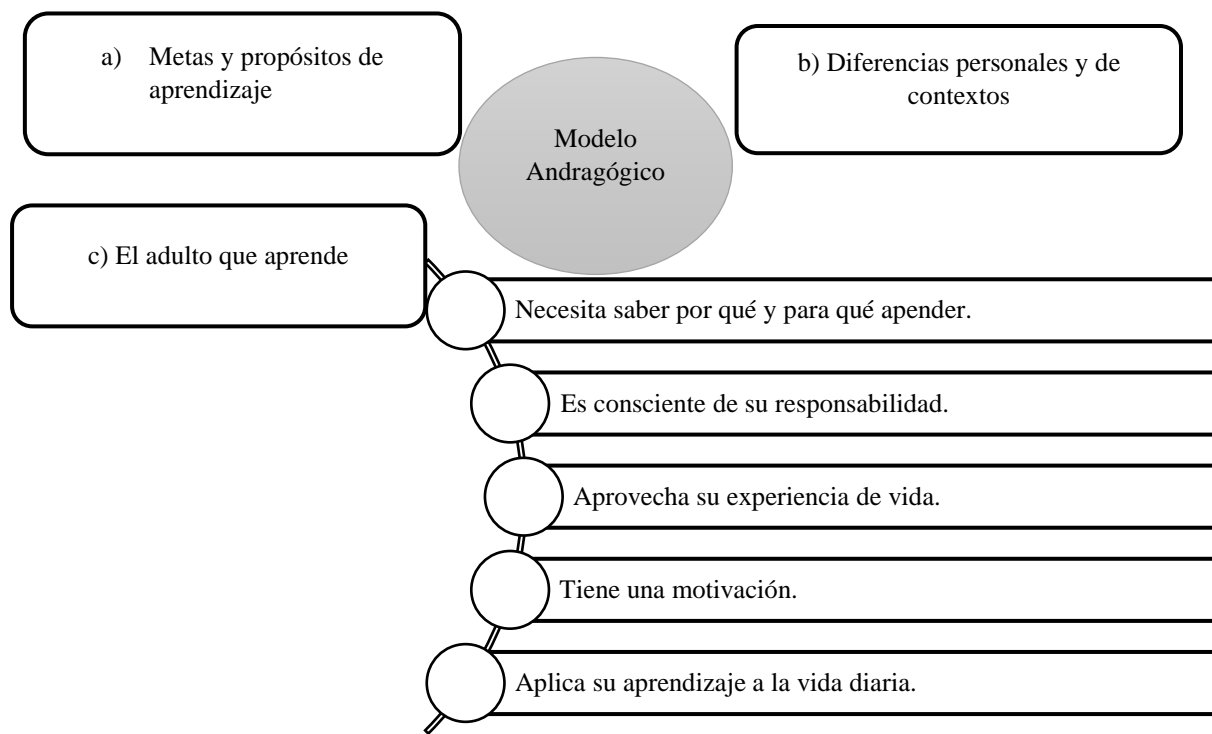 a) Metas y propósitos de
aprendizaje
b) Diferencias personales y de
contextos
Modelo
Andragógico
c) El adulto que aprende
Necesita saber por qué y para qué apender.
Es consciente de su responsabilidad.
Aprovecha su experiencia de vida.
Tiene una motivación.
Aplica su aprendizaje a la vida diaria.